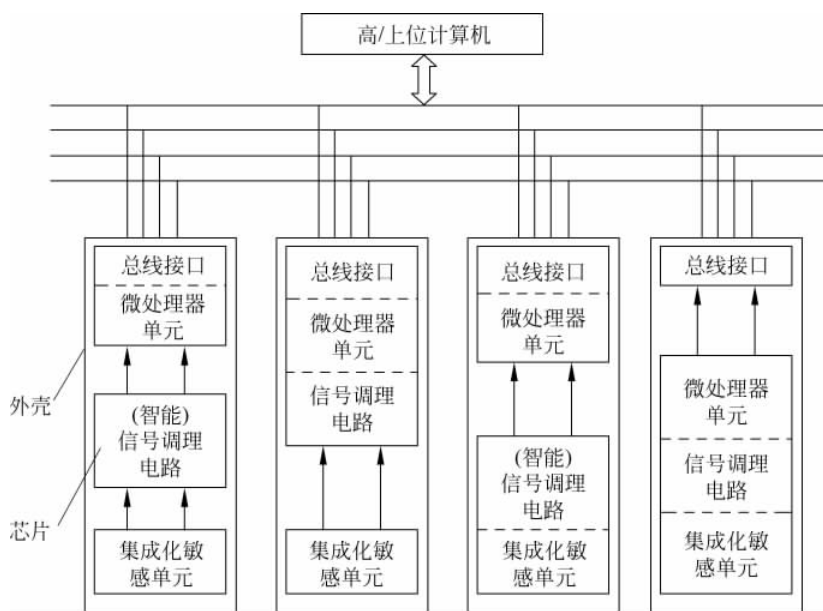 高/上位计算机
总线接口
微处理器
单元
(智能)
信号调理
电路
集成化敏
感单元
总线接口
微处理器
单元
信号调理
电路
集成化敏
感单元
总线接口
微处理器
单元
(智能)
信号调理
电路
集成化敏
感单元
总线接口
微处理器
单元
信号调理
电路
集成化敏
感单元
外壳
芯片